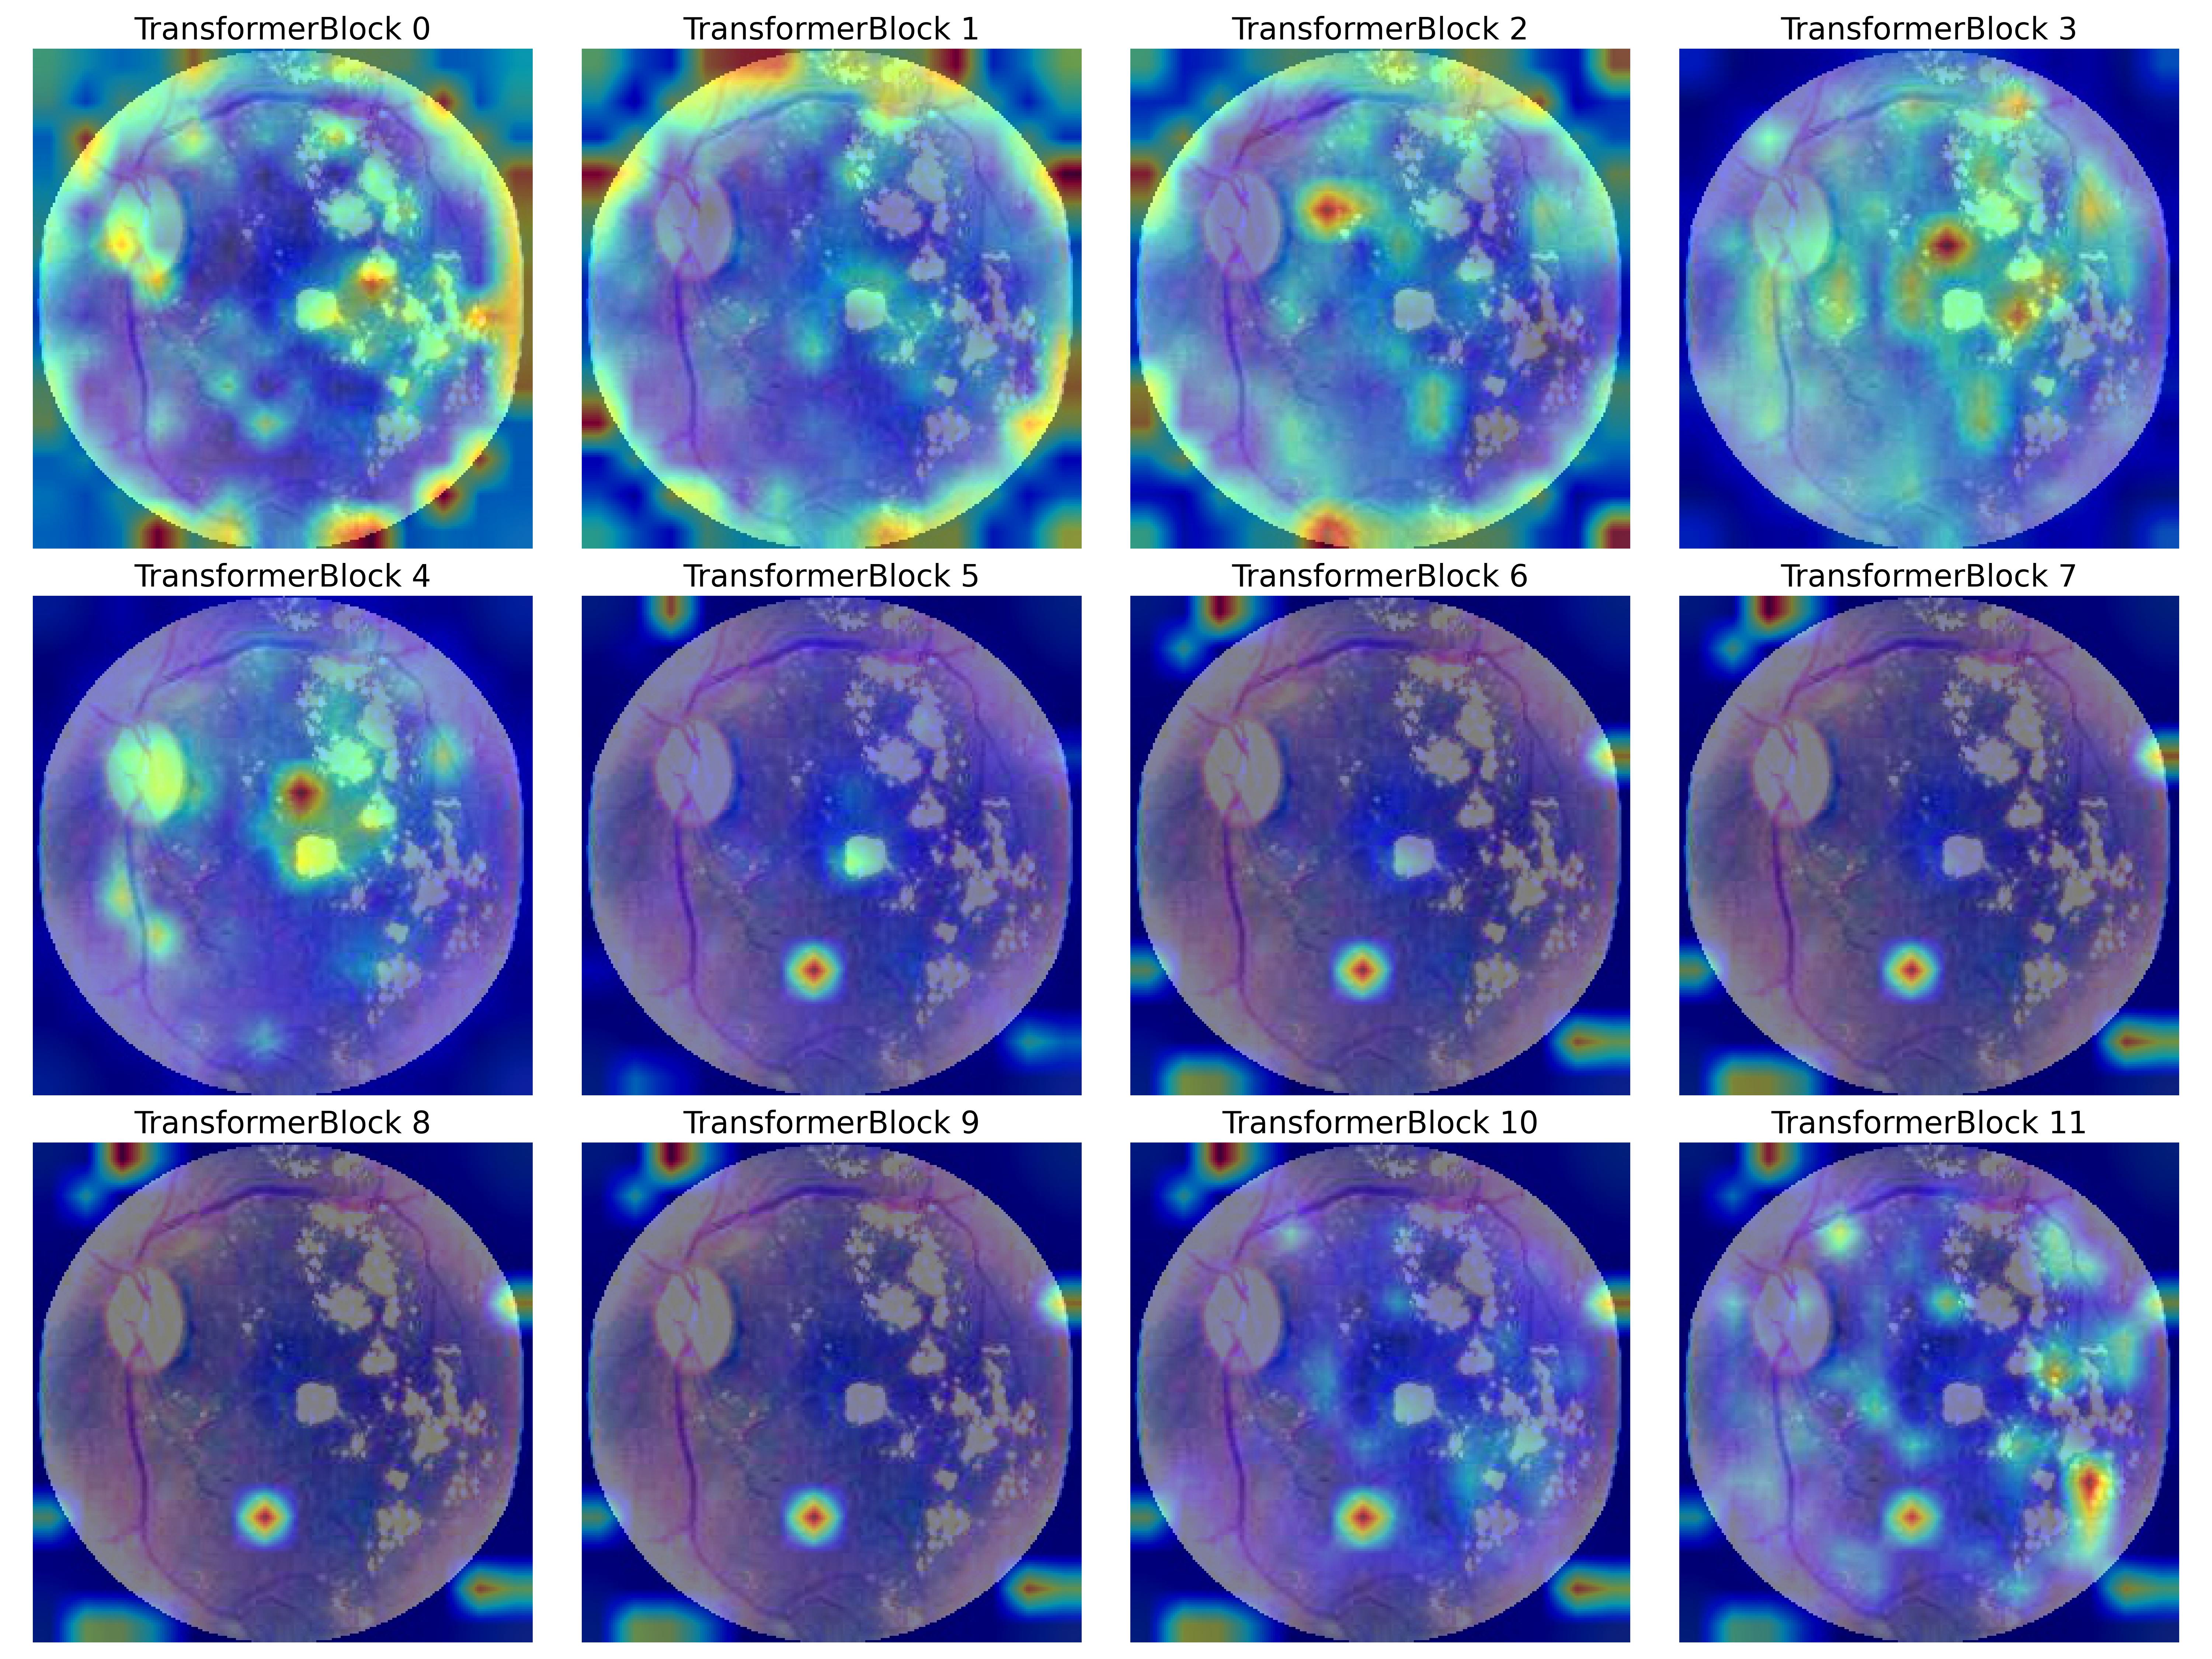 TransformerBlock 0
TransformerBlock 1
TransformerBlock 2
TransformerBlock 3
TransformerBlock 4
TransformerBlock 5
TransformerBlock 6
TransformerBlock 7
TransformerBlock 8
TransformerBlock 9
TransformerBlock 10
TransformerBlock 11